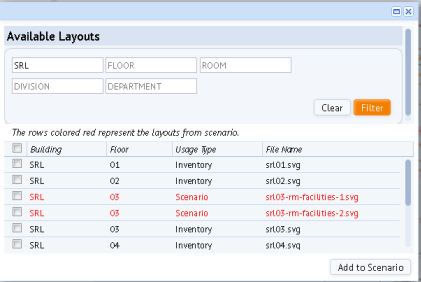 Available Layouts
SRL FLOOR ROOM
DIVISION DEPARTMENT
Clear Filter
The rows colored red represent the layouts from scenario.
Building Floor Usage Type File Name
SRL 01 Inventory srl01.svg
SRL 02 Inventory srl02.svg
SRL 03 Scenario srl03-rm-facilities-1.svg
SRL 03 Scenario srl03-rm-facilities-2.svg
SRL 03 Inventory srl03.svg
SRL 04 Inventory srl04.svg
Add to Scenario